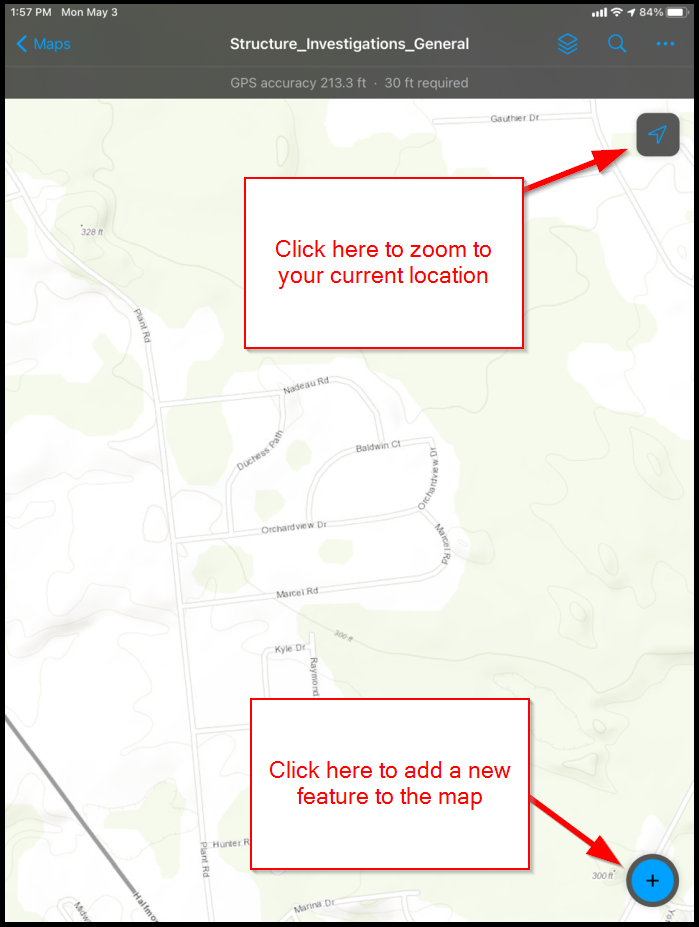 1:57 PM Mon May 3
84%
Maps
Structure_Investigations_General
GPS accuracy 213.3 ft · 30 ft required
Gauthier Dr
Click here to zoom to
your current location
328 ft
Plant Rd
Nadeau Rd
Duchess Path
Baldwin Ct
Orchardview Dr
Orchardview Dr
Marcel Rd
Marcel Rd
300 ft
Kyle Dr
Raymond
Click here to add a new
feature to the map
Hunter R
Plant Rd
300 ft
+
Halfmo
Marina Dr
Midw
Yo